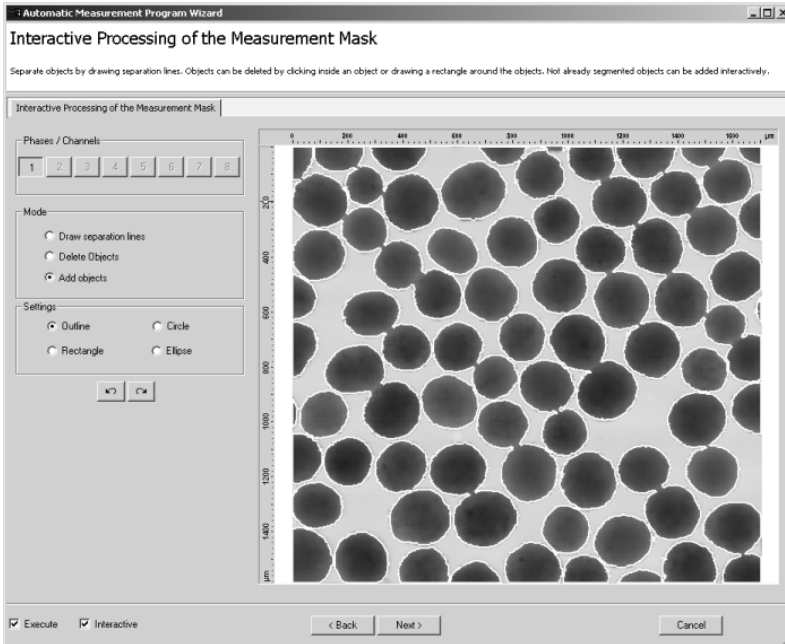 Automatic Measurement Program Wizard
Interactive Processing of the Measurement Mask
Separate objects by drawing separation lines. Objects can be deleted by clicking inside an object or drawing a rectangle around the objects. Not already segmented objects can be added interactively.
Interactive Processing of the Measurement Mask
Phases / Channels
1 2 3 4 5 6 7 8
Mode
Draw separation lines
Delete Objects
Add objects
Settings
Outline Circle
Rectangle Ellipse
0 200 400 600 800 1000 1200 1400 1600 µm
200
400
600
800
1000
1200
1400
µm
Execute Interactive < Back Next > Cancel